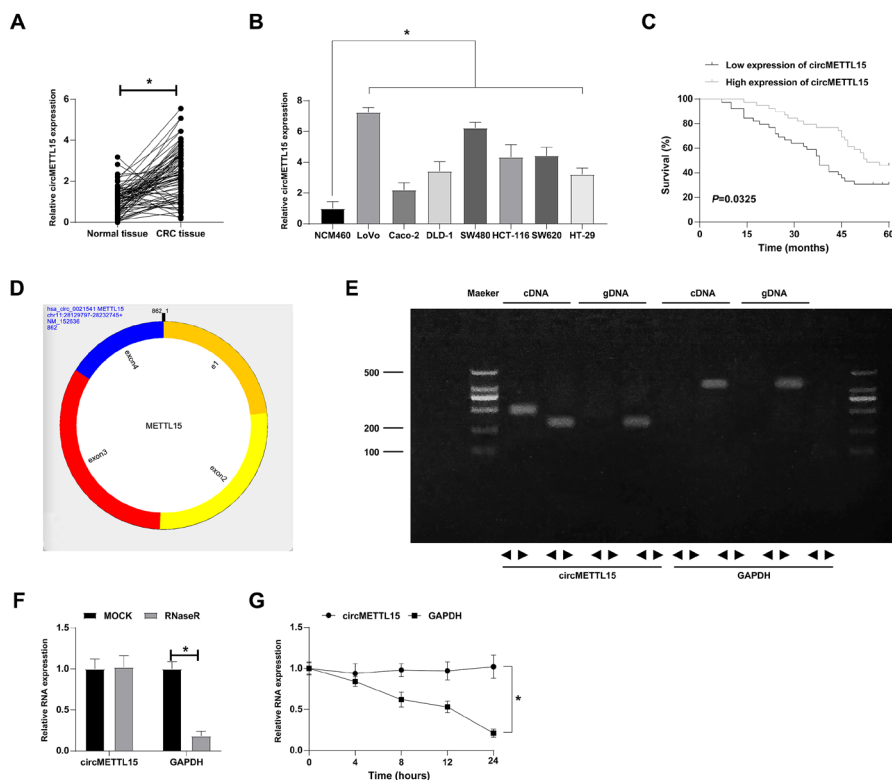 A
*
Relative circMETTL15 expression
6
4
2
0
Normal tissue CRC tissue
B
*
Relative circMETTL15 expersstion
10
8
6
4
2
0
NCM460 LoVo Caco-2 DLD-1 SW480 HCT-116 SW620 HT-29
C
Low expression of circMETTL15
High expression of circMETTL15
Survival (%)
100
80
60
40
20
0
P=0.0325
0 15 30 45 60
Time (months)
D
hsa_circ_0021541 METTL15
chr11:28129797-28232745+
NM_152636
862
862_1
e1
exon2
exon3
exon4
METTL15
E
Maeker cDNA gDNA cDNA gDNA
500
200
100
circMETTL15 GAPDH
F
MOCK RNaseR
Relative RNA experesstion
1.5
1.0
0.5
0.0
*
circMETTL15 GAPDH
G
circMETTL15 GAPDH
Relative RNA experesstion
1.5
1.0
0.5
0.0
*
0 4 8 12 24
Time (hours)